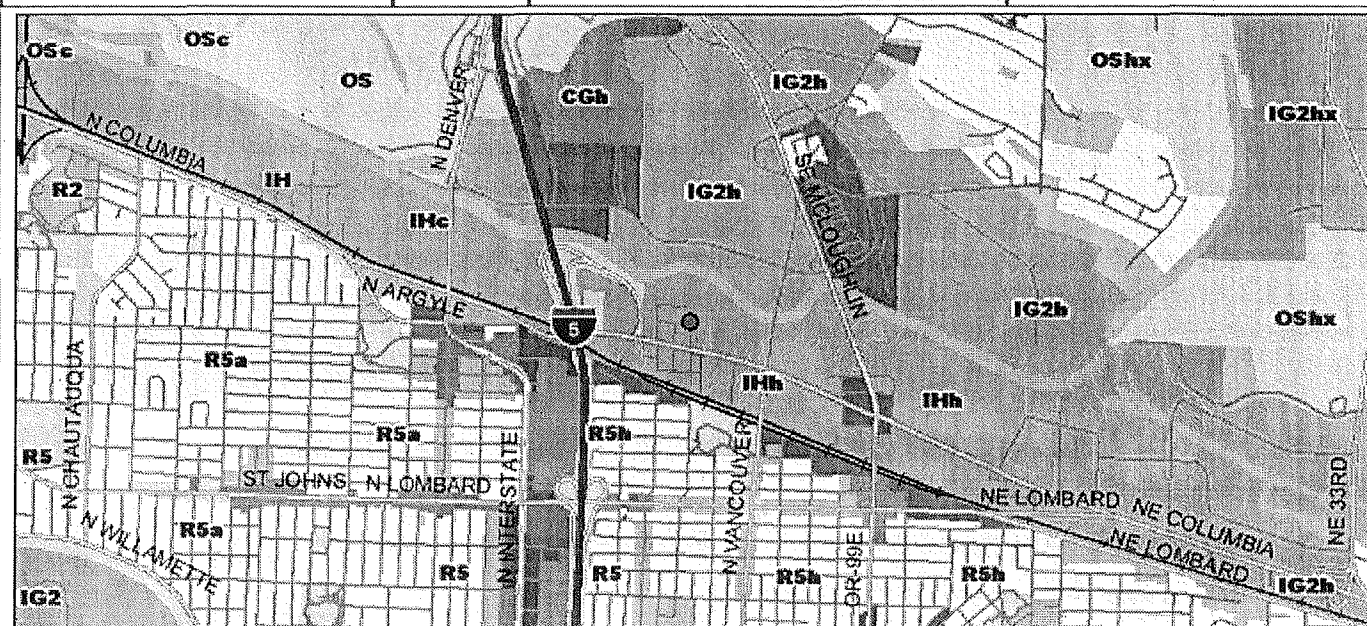 OSc
OSc
OS
N DENVER
CGh
IG2h
OShx
IG2hx
N COLUMBIA
R2
IH
IHc
IG2h
SE MCLOUGHLIN
N ARGYLE
5
IG2h
OShx
N CHAUTAUQUA
R5a
IHh
IHh
R5a
R5h
R5
ST JOHNS
N LOMBARD
N INTERSTATE
N VANCOUVER
NE LOMBARD
NE COLUMBIA
NE 33RD
R5a
N WILLAMETTE
NE LOMBARD
R5
R5
R5h
OR-99E
R5h
IG2h
IG2